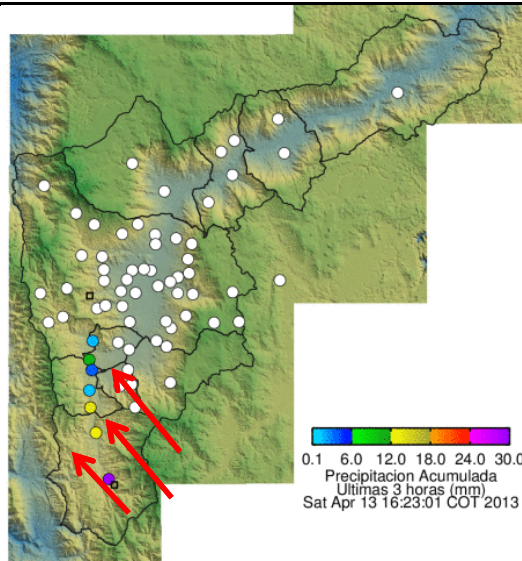 0.1 6.0 12.0 18.0 24.0 30.0
Precipitacion Acumulada
Ultimas 3 horas (mm)
Sat Apr 13 16:23:01 COT 2013